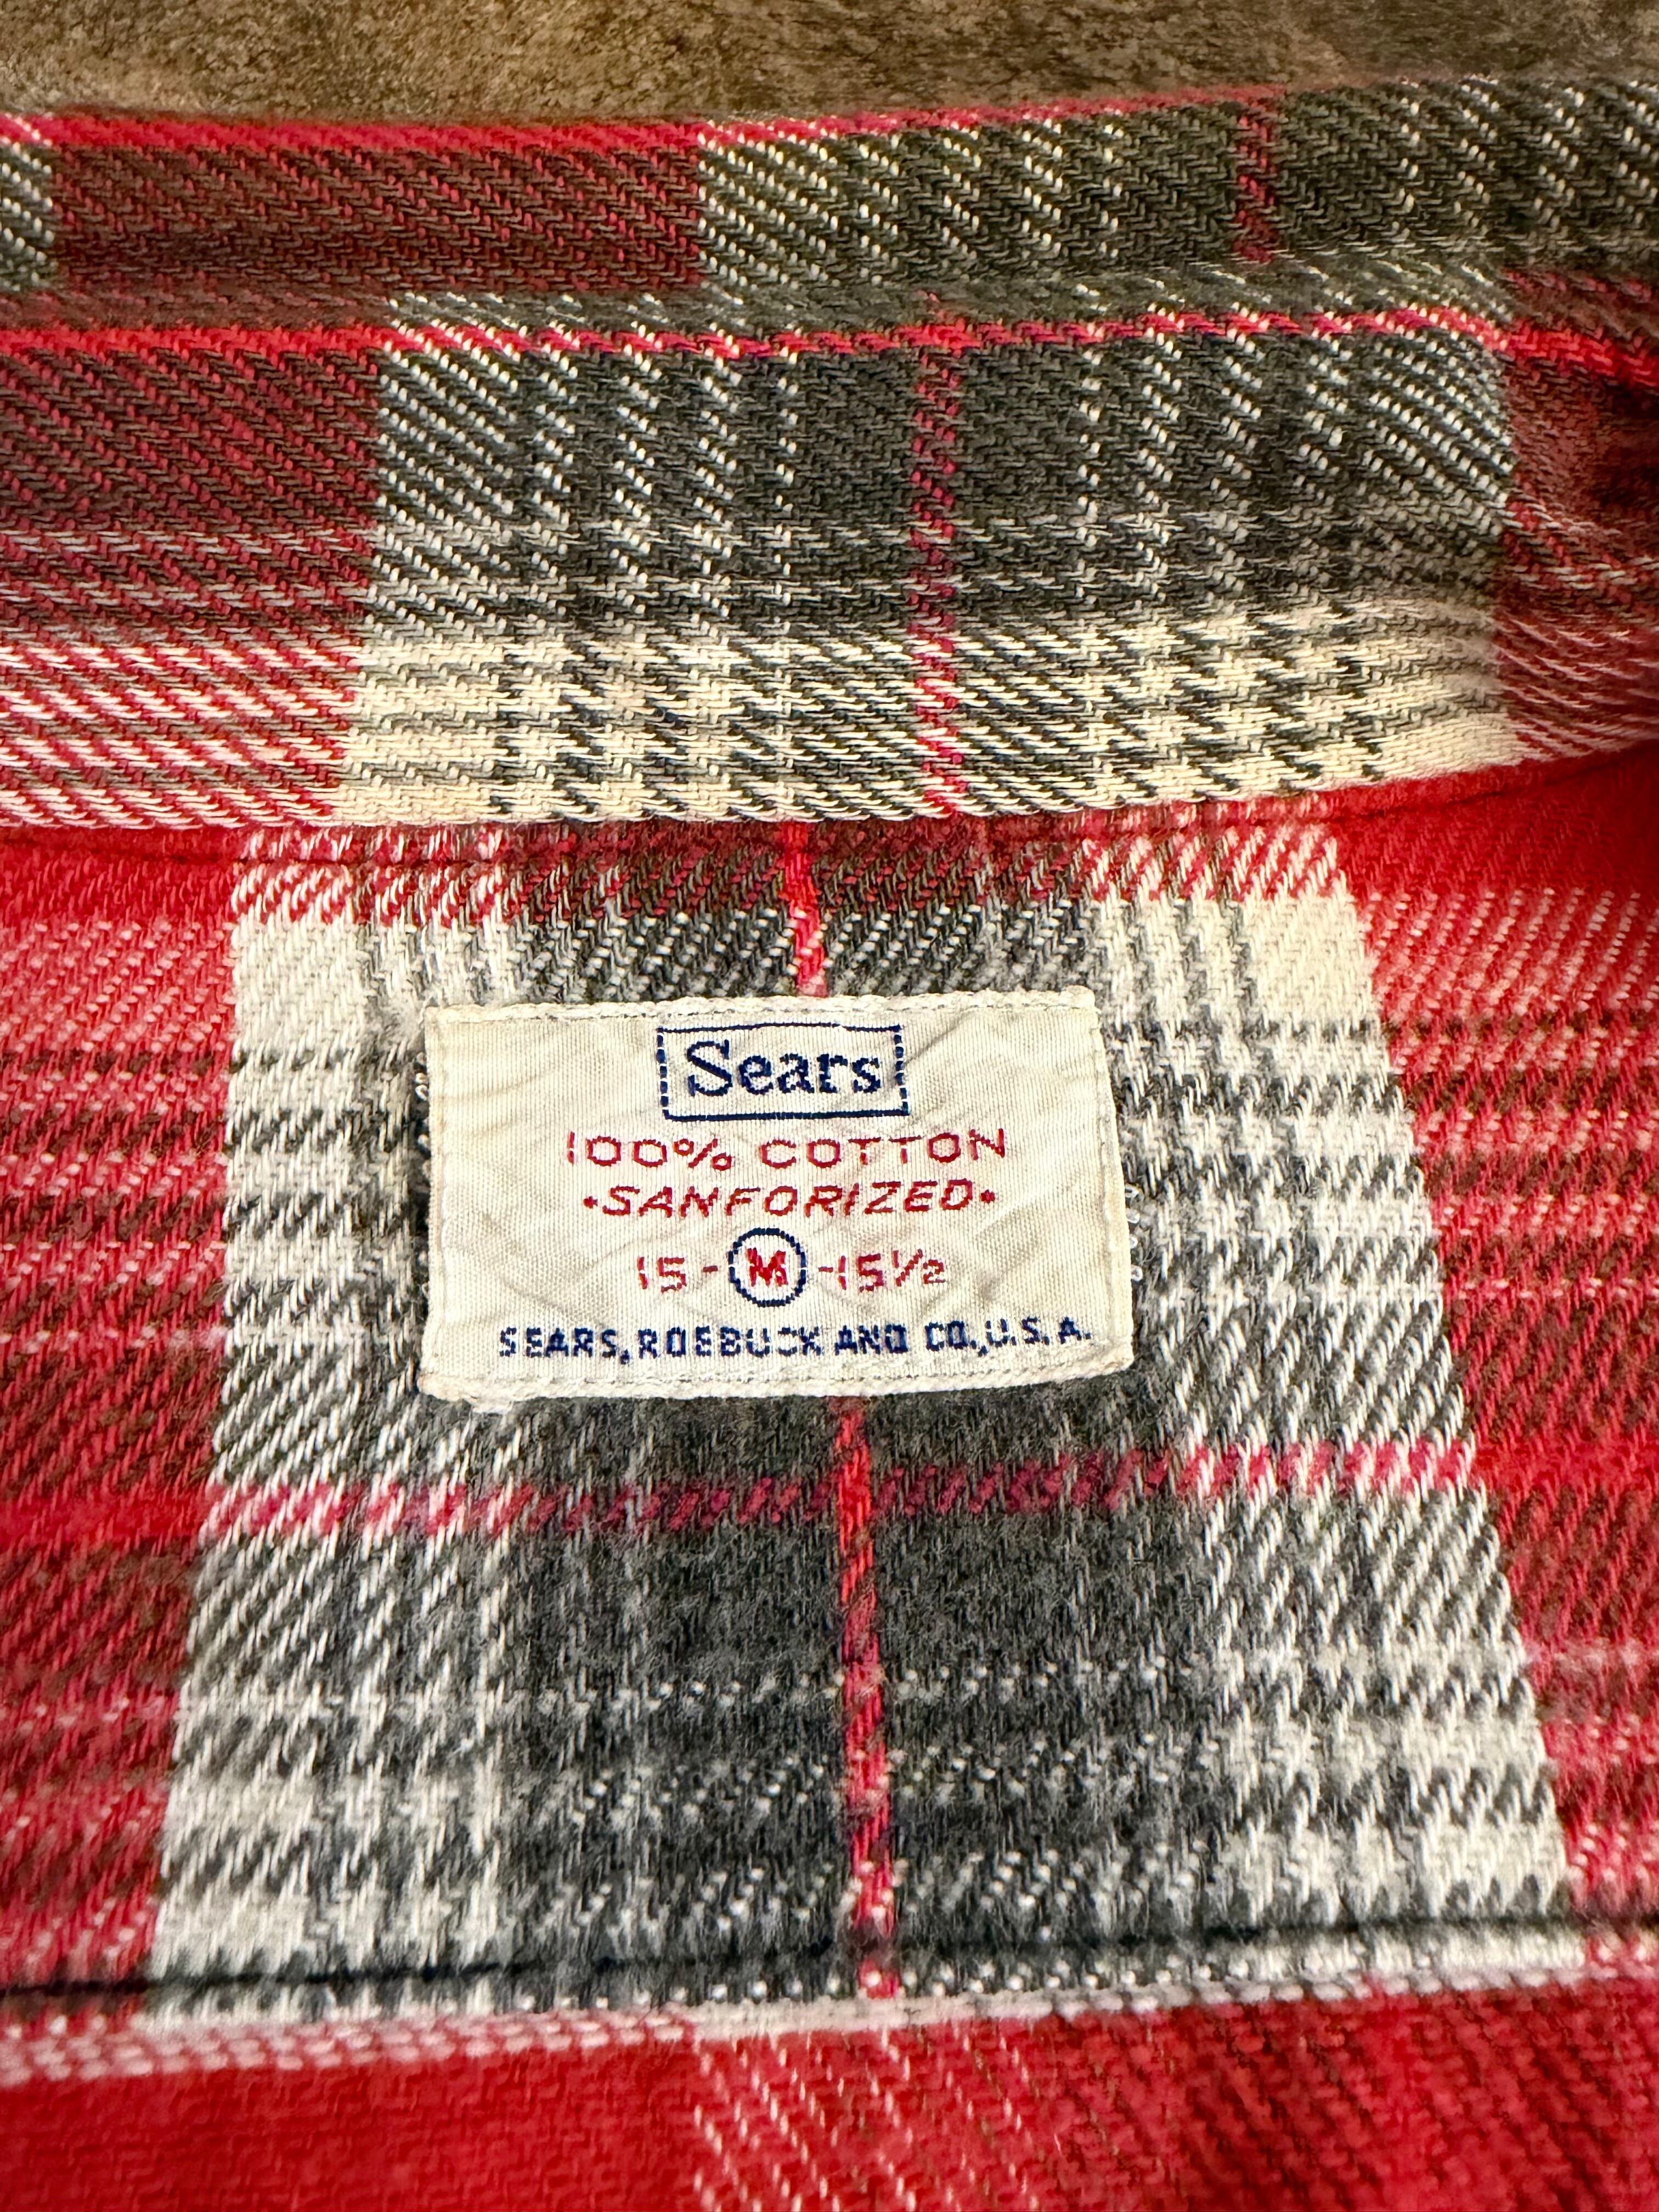 Sears
100% COTTON
•SANFORIZED•
15-M-15½
SEARS, ROEBUCK AND CO., U.S.A.